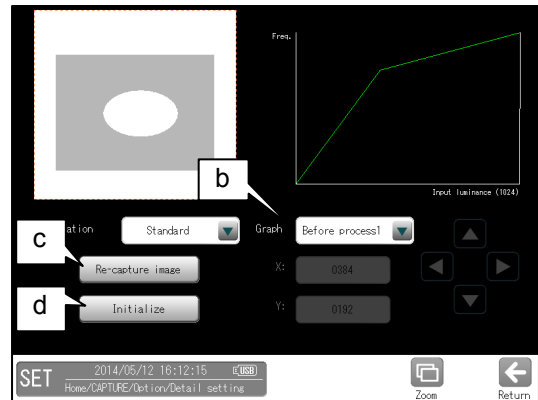 Freq.
Input luminance (1024)
b
ation
Standard
Graph
Before process1
c
Re-capture image
X:
0384
d
Initialize
Y:
0192
SET
2014/05/12 16:12:15
USB
Home/CAPTURE/Option/Detail setting
Zoom
Return